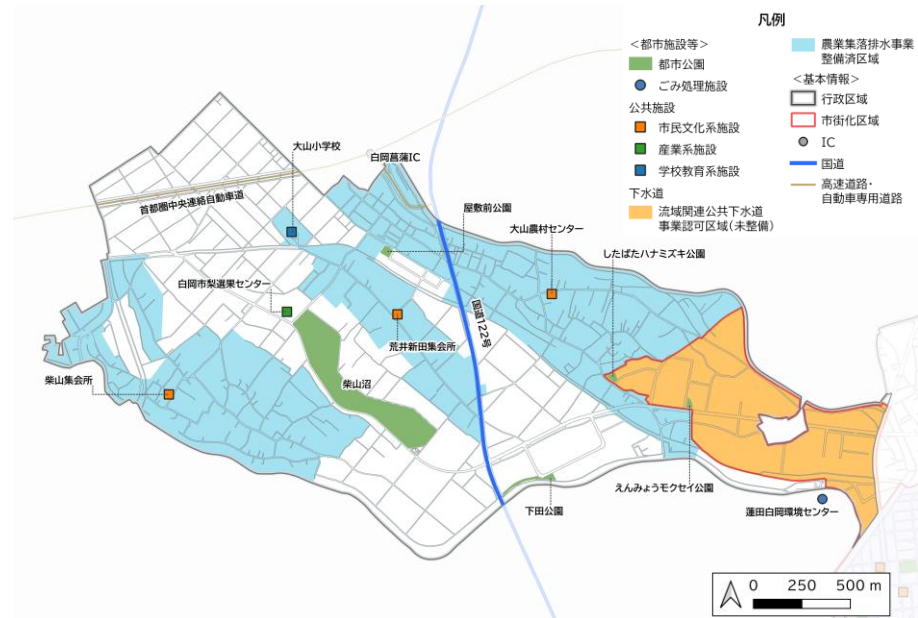 凡例
<都市施設等>
都市公園
ごみ処理施設
公共施設
市民文化系施設
産業系施設
学校教育系施設
下水道
流域関連公共下水道
事業認可区域(未整備)
農業集落排水事業
整備済区域
<基本情報>
行政区域
市街化区域
IC
国道
高速道路・
自動車専用道路
大山小学校
白岡菖蒲IC
首都圏中央連絡自動車道
屋敷前公園
大山農村センター
したばたハナミズキ公園
白岡市梨選果センター
国道122号
荒井新田集会所
柴山集会所
柴山沼
えんみょうモクセイ公園
下田公園
蓮田白岡環境センター
0 250 500 m